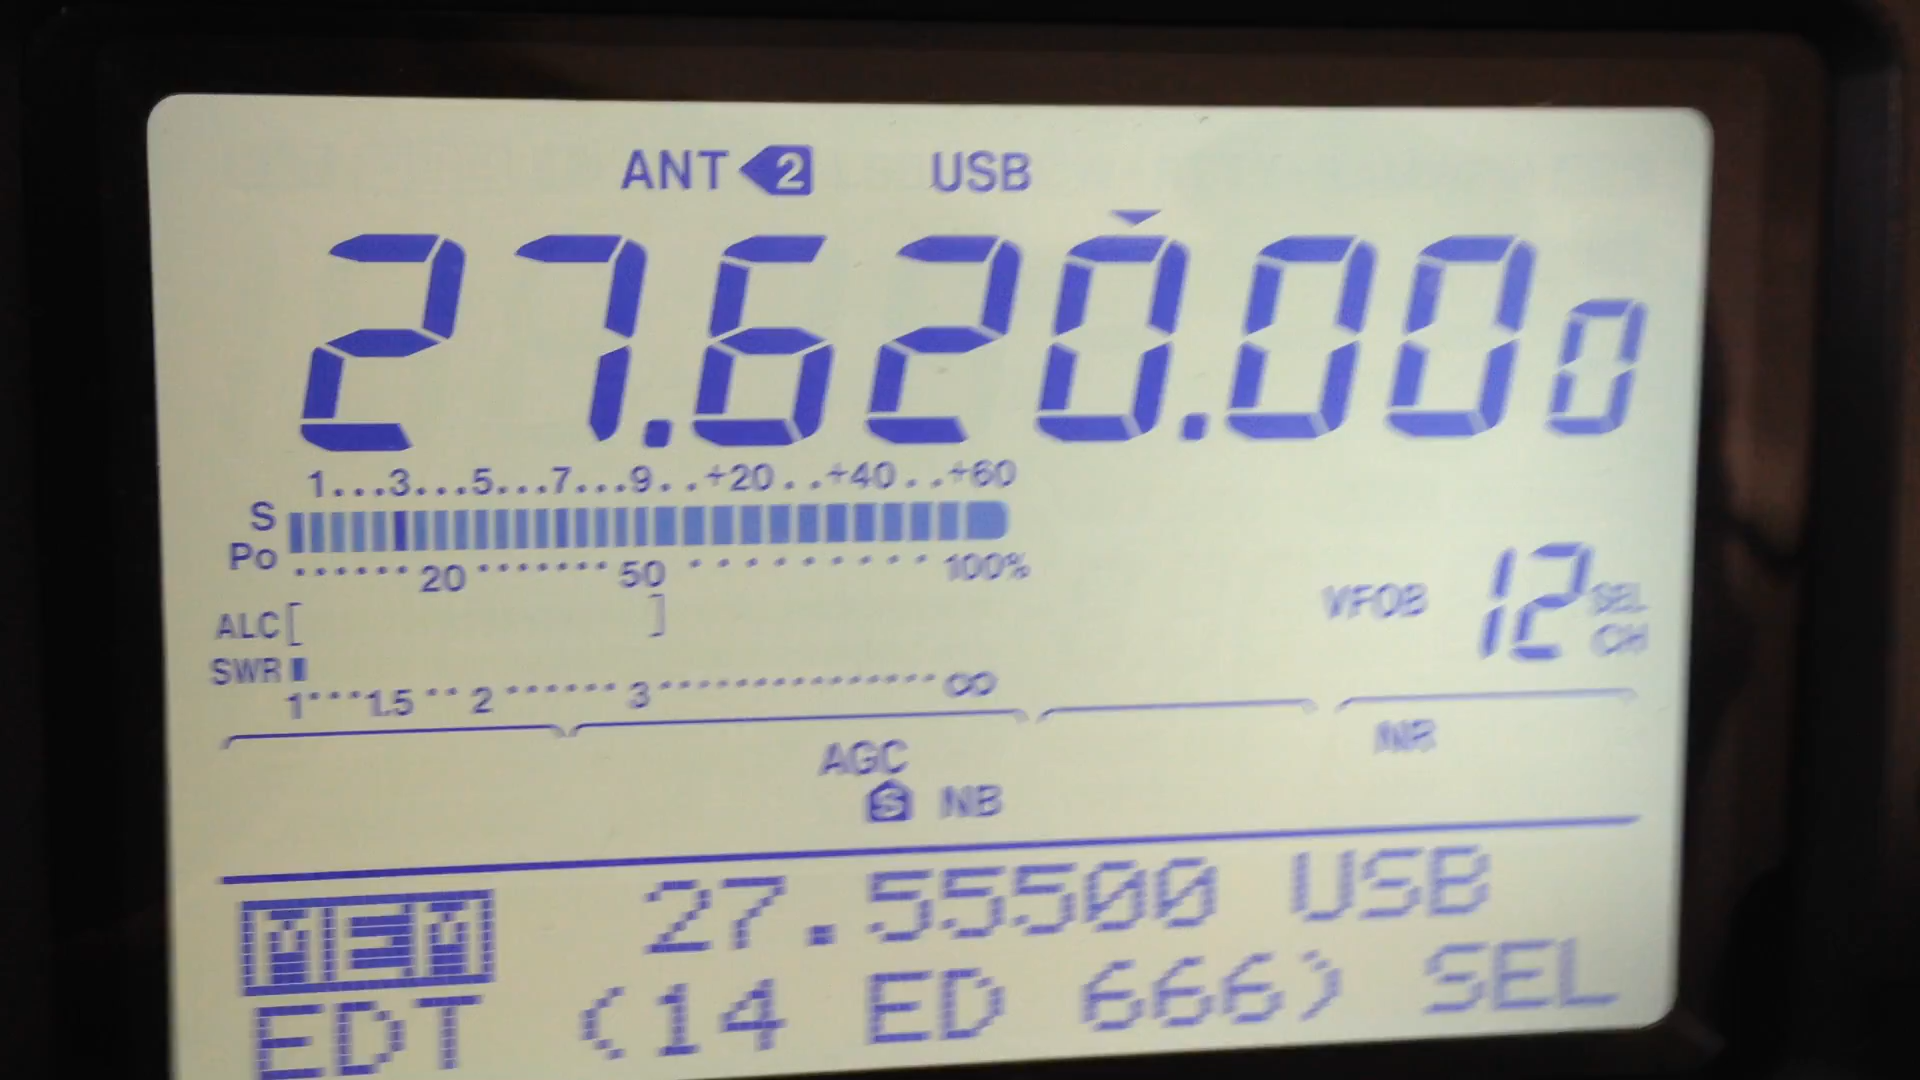 ANT 2 USB
27.620.000
1...3...5...7...9..+20..+40..+60
S
Po
20 50 100%
ALC [ ]
VFOB 12 SEL CH
SWR
1 1.5 2 3 ∞
AGC NR
S NB
MEM 27.55500 USB
EDT (14 ED 666) SEL